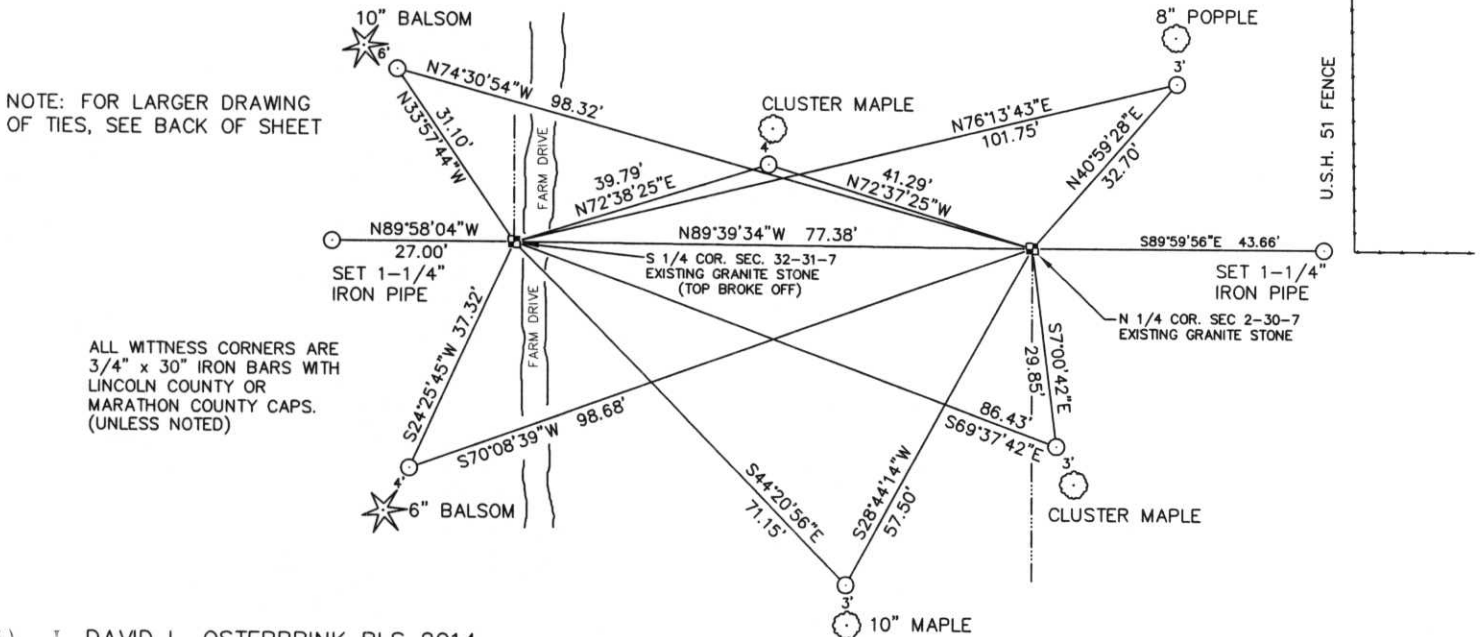 10" BALSOM
8" POPPLE
6'
3'
N74°30'54"W 98.32'
NOTE: FOR LARGER DRAWING
OF TIES, SEE BACK OF SHEET
CLUSTER MAPLE
4'
U.S.H. 51 FENCE
N33°57'44"W
31.10'
FARM DRIVE
N76°13'43"E
101.75'
N40°59'28"E
32.70'
39.79'
N72°38'25"E
41.29'
N72°37'25"W
N89°58'04"W
27.00'
N89°39'34"W 77.38'
S89°59'56"E 43.66'
SET 1-1/4"
IRON PIPE
S 1/4 COR. SEC. 32-31-7
EXISTING GRANITE STONE
(TOP BROKE OFF)
SET 1-1/4"
IRON PIPE
N 1/4 COR. SEC 2-30-7
EXISTING GRANITE STONE
FARM DRIVE
ALL WITTNESS CORNERS ARE
3/4" x 30" IRON BARS WITH
LINCOLN COUNTY OR
MARATHON COUNTY CAPS.
(UNLESS NOTED)
S24°25'45"W 37.32'
S7°00'42"E
29.85'
S70°08'39"W 98.68'
86.43'
S69°37'42"E
4'
6" BALSOM
3'
CLUSTER MAPLE
S44°20'56"E
71.15'
S28°44'14"W
57.50'
3'
10" MAPLE
DAVID L. OSTERBRINK